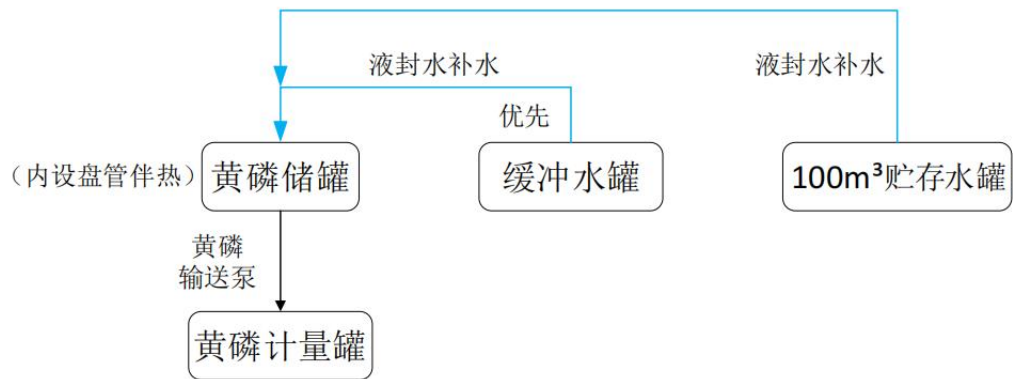 液封水补水
液封水补水
优先
（内设盘管伴热）
黄磷储罐
缓冲水罐
100m³贮存水罐
黄磷
输送泵
黄磷计量罐